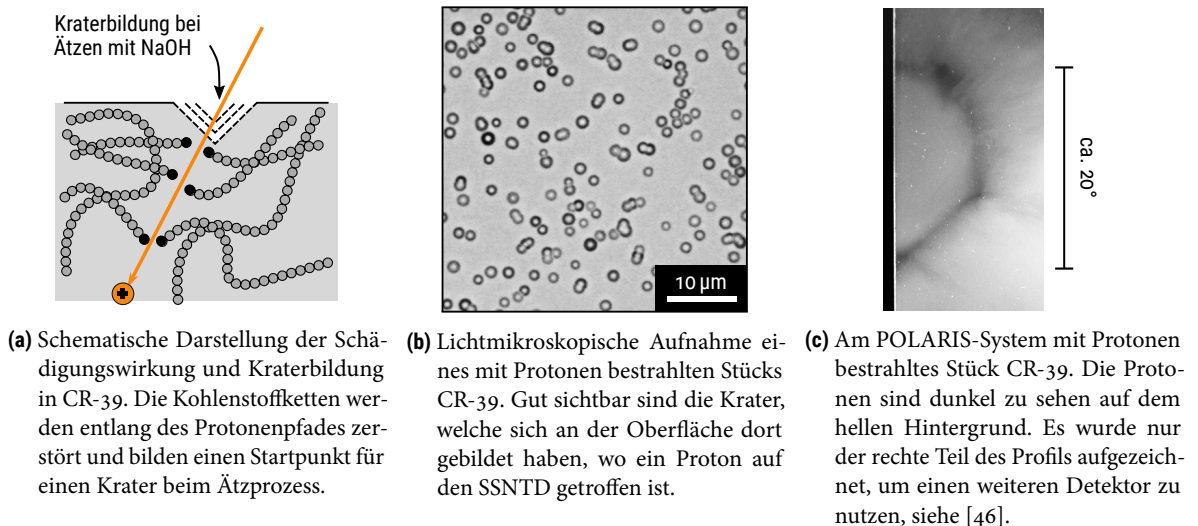 Kraterbildung bei
Ätzen mit NaOH
10 µm
ca. 20°
(a) Schematische Darstellung der Schä-
digungswirkung und Kraterbildung
in CR-39. Die Kohlenstoffketten wer-
den entlang des Protonenpfades zer-
stört und bilden einen Startpunkt für
einen Krater beim Ätzprozess.
(b) Lichtmikroskopische Aufnahme ei-
nes mit Protonen bestrahlten Stücks
CR-39. Gut sichtbar sind die Krater,
welche sich an der Oberfläche dort
gebildet haben, wo ein Proton auf
den SSNTD getroffen ist.
(c) Am POLARIS-System mit Protonen
bestrahltes Stück CR-39. Die Proto-
nen sind dunkel zu sehen auf dem
hellen Hintergrund. Es wurde nur
der rechte Teil des Profils aufgezeich-
net, um einen weiteren Detektor zu
nutzen, siehe [46].